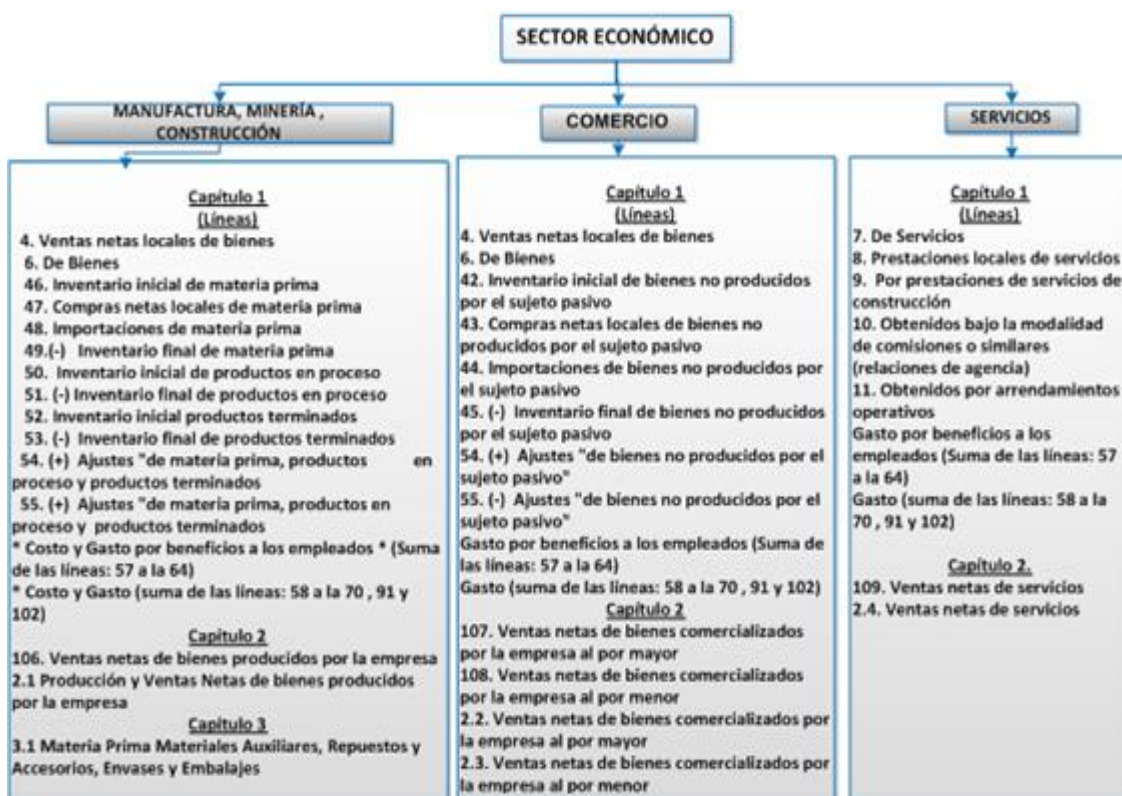 SECTOR ECONÓMICO
MANUFACTURA, MINERÍA ,
CONSTRUCCIÓN
Capítulo 1
(Líneas)
4. Ventas netas locales de bienes
6. De Bienes
46. Inventario inicial de materia prima
47. Compras netas locales de materia prima
48. Importaciones de materia prima
49.(-) Inventario final de materia prima
50. Inventario inicial de productos en proceso
51. (-) Inventario final de productos en proceso
52. Inventario inicial productos terminados
53. (-) Inventario final de productos terminados
54. (+) Ajustes "de materia prima, productos en
proceso y productos terminados
55. (+) Ajustes "de materia prima, productos en
proceso y productos terminados
* Costo y Gasto por beneficios a los empleados * (Suma
de las líneas: 57 a la 64)
* Costo y Gasto (suma de las líneas: 58 a la 70 , 91 y
102)
Capítulo 2
106. Ventas netas de bienes producidos por la empresa
2.1 Producción y Ventas Netas de bienes producidos
por la empresa
Capítulo 3
3.1 Materia Prima Materiales Auxiliares, Repuestos y
Accesorios, Envases y Embalajes
COMERCIO
Capítulo 1
(Líneas)
4. Ventas netas locales de bienes
6. De Bienes
42. Inventario inicial de bienes no producidos
por el sujeto pasivo
43. Compras netas locales de bienes no
producidos por el sujeto pasivo
44. Importaciones de bienes no producidos por
el sujeto pasivo
45. (-) Inventario final de bienes no producidos
por el sujeto pasivo
54. (+) Ajustes "de bienes no producidos por el
sujeto pasivo"
55. (-) Ajustes "de bienes no producidos por el
sujeto pasivo"
Gasto por beneficios a los empleados (Suma de
las líneas: 57 a la 64)
Gasto (suma de las líneas: 58 a la 70 , 91 y 102)
Capítulo 2
107. Ventas netas de bienes comercializados
por la empresa al por mayor
108. Ventas netas de bienes comercializados
por la empresa al por menor
2.2. Ventas netas de bienes comercializados por
la empresa al por mayor
2.3. Ventas netas de bienes comercializados por
la empresa al por menor
SERVICIOS
Capítulo 1
(Líneas)
7. De Servicios
8. Prestaciones locales de servicios
9. Por prestaciones de servicios de
construcción
10. Obtenidos bajo la modalidad
de comisiones o similares
(relaciones de agencia)
11. Obtenidos por arrendamientos
operativos
Gasto por beneficios a los
empleados (Suma de las líneas: 57
a la 64)
Gasto (suma de las líneas: 58 a la
70 , 91 y 102)
Capítulo 2.
109. Ventas netas de servicios
2.4. Ventas netas de servicios